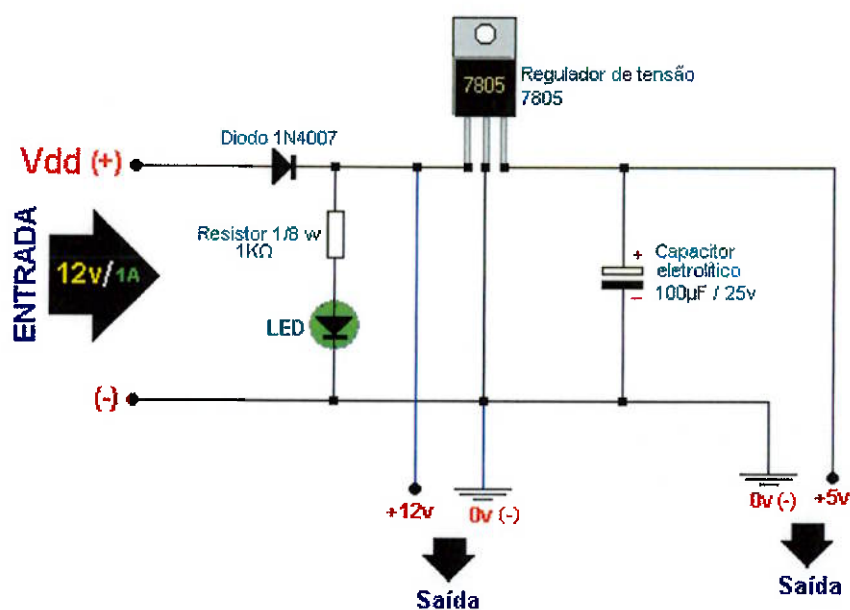 7805
Regulador de tensão
7805
Diodo 1N4007
Vdd (+)
Resistor 1/8 w
1KΩ
+ Capacitor
eletrolítico
− 100µF / 25v
ENTRADA
12v/1A
LED
(-)
+12v
0v (-)
0v (-)
+5v
Saída
Saída